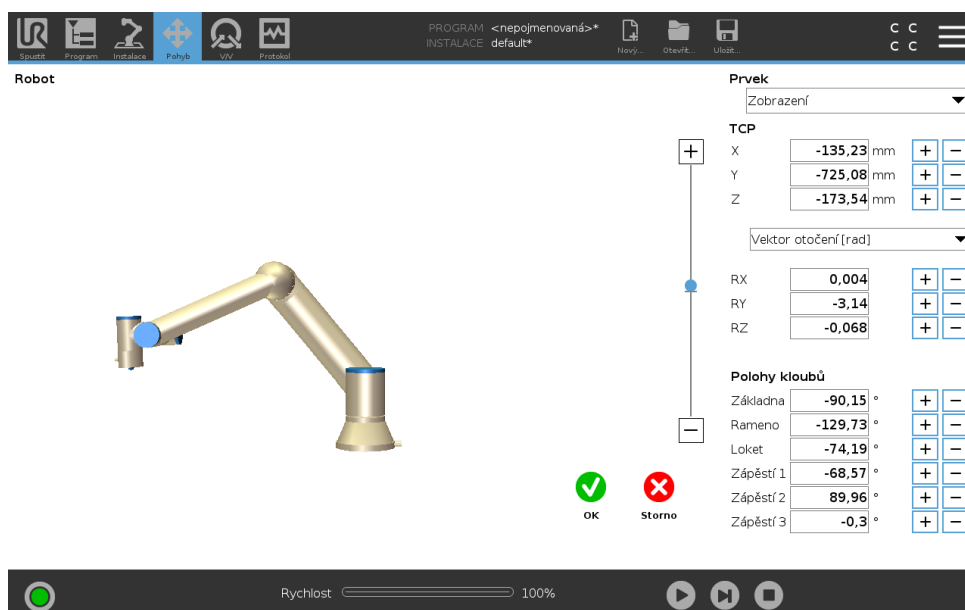 UR
Spustit Program Instalace Pohyb V/V Protokol
PROGRAM <nepojmenovaná>*
INSTALACE default*
Nový... Otevřít... Uložit...
C C
C C
Robot
Prvek
Zobrazení
TCP
X -135,23 mm + −
Y -725,08 mm + −
Z -173,54 mm + −
Vektor otočení [rad]
RX 0,004 + −
RY -3,14 + −
RZ -0,068 + −
Polohy kloubů
Základna -90,15 ° + −
Rameno -129,73 ° + −
Loket -74,19 ° + −
Zápěstí 1 -68,57 ° + −
Zápěstí 2 89,96 ° + −
Zápěstí 3 -0,3 ° + −
+
−
OK Storno
Rychlost 100%